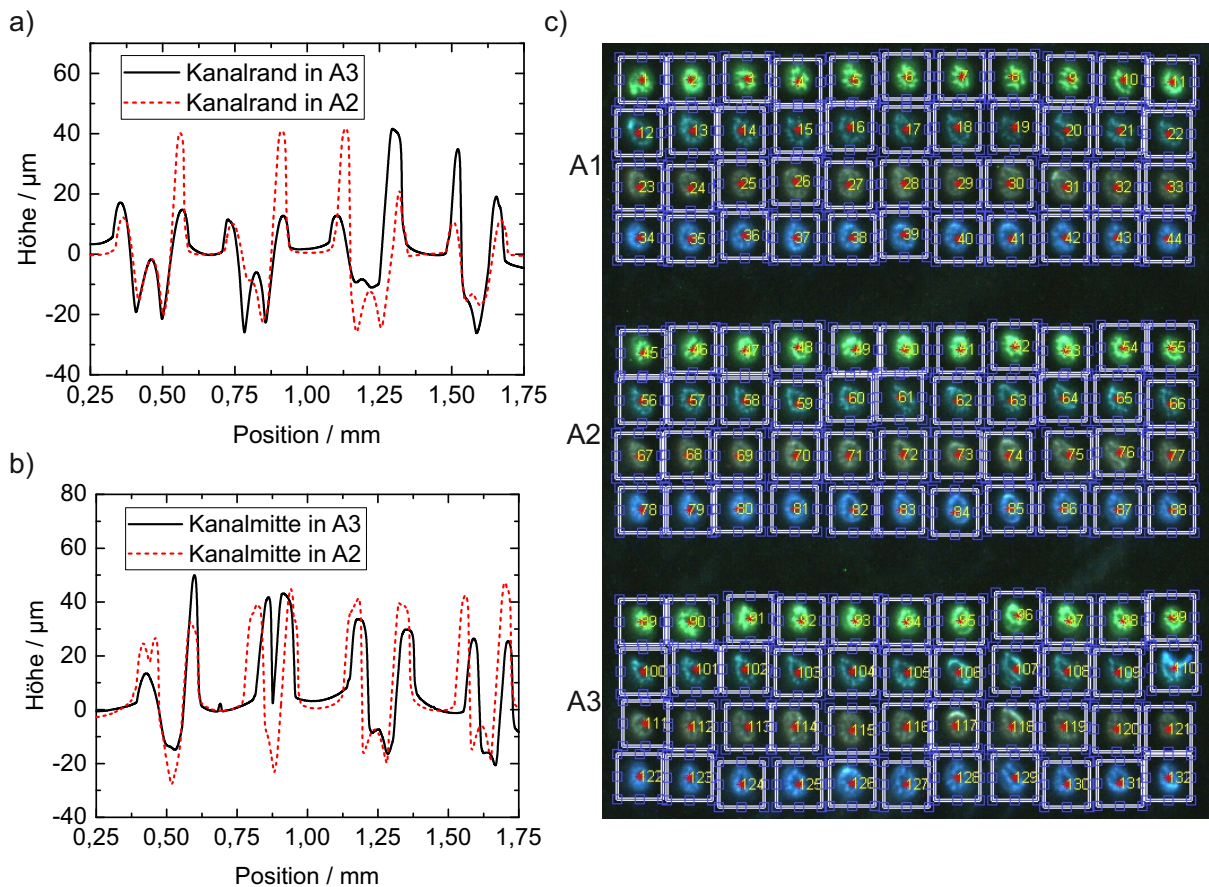 a)
60
40
20
0
-20
-40
Höhe / µm
Kanalrand in A3
Kanalrand in A2
0,25 0,50 0,75 1,00 1,25 1,50 1,75
Position / mm
b)
80
60
40
20
0
-20
-40
Höhe / µm
Kanalmitte in A3
Kanalmitte in A2
0,25 0,50 0,75 1,00 1,25 1,50 1,75
Position / mm
c)
A1
1 2 3 4 5 6 7 8 9 10 11
12 13 14 15 16 17 18 19 20 21 22
23 24 25 26 27 28 29 30 31 32 33
34 35 36 37 38 39 40 41 42 43 44
A2
45 46 47 48 49 50 51 52 53 54 55
56 57 58 59 60 61 62 63 64 65 66
67 68 69 70 71 72 73 74 75 76 77
78 79 80 81 82 83 84 85 86 87 88
A3
89 90 91 92 93 94 95 96 97 98 99
100 101 102 103 104 105 106 107 108 109 110
111 112 113 114 115 116 117 118 119 120 121
122 123 124 125 126 127 128 129 130 131 132